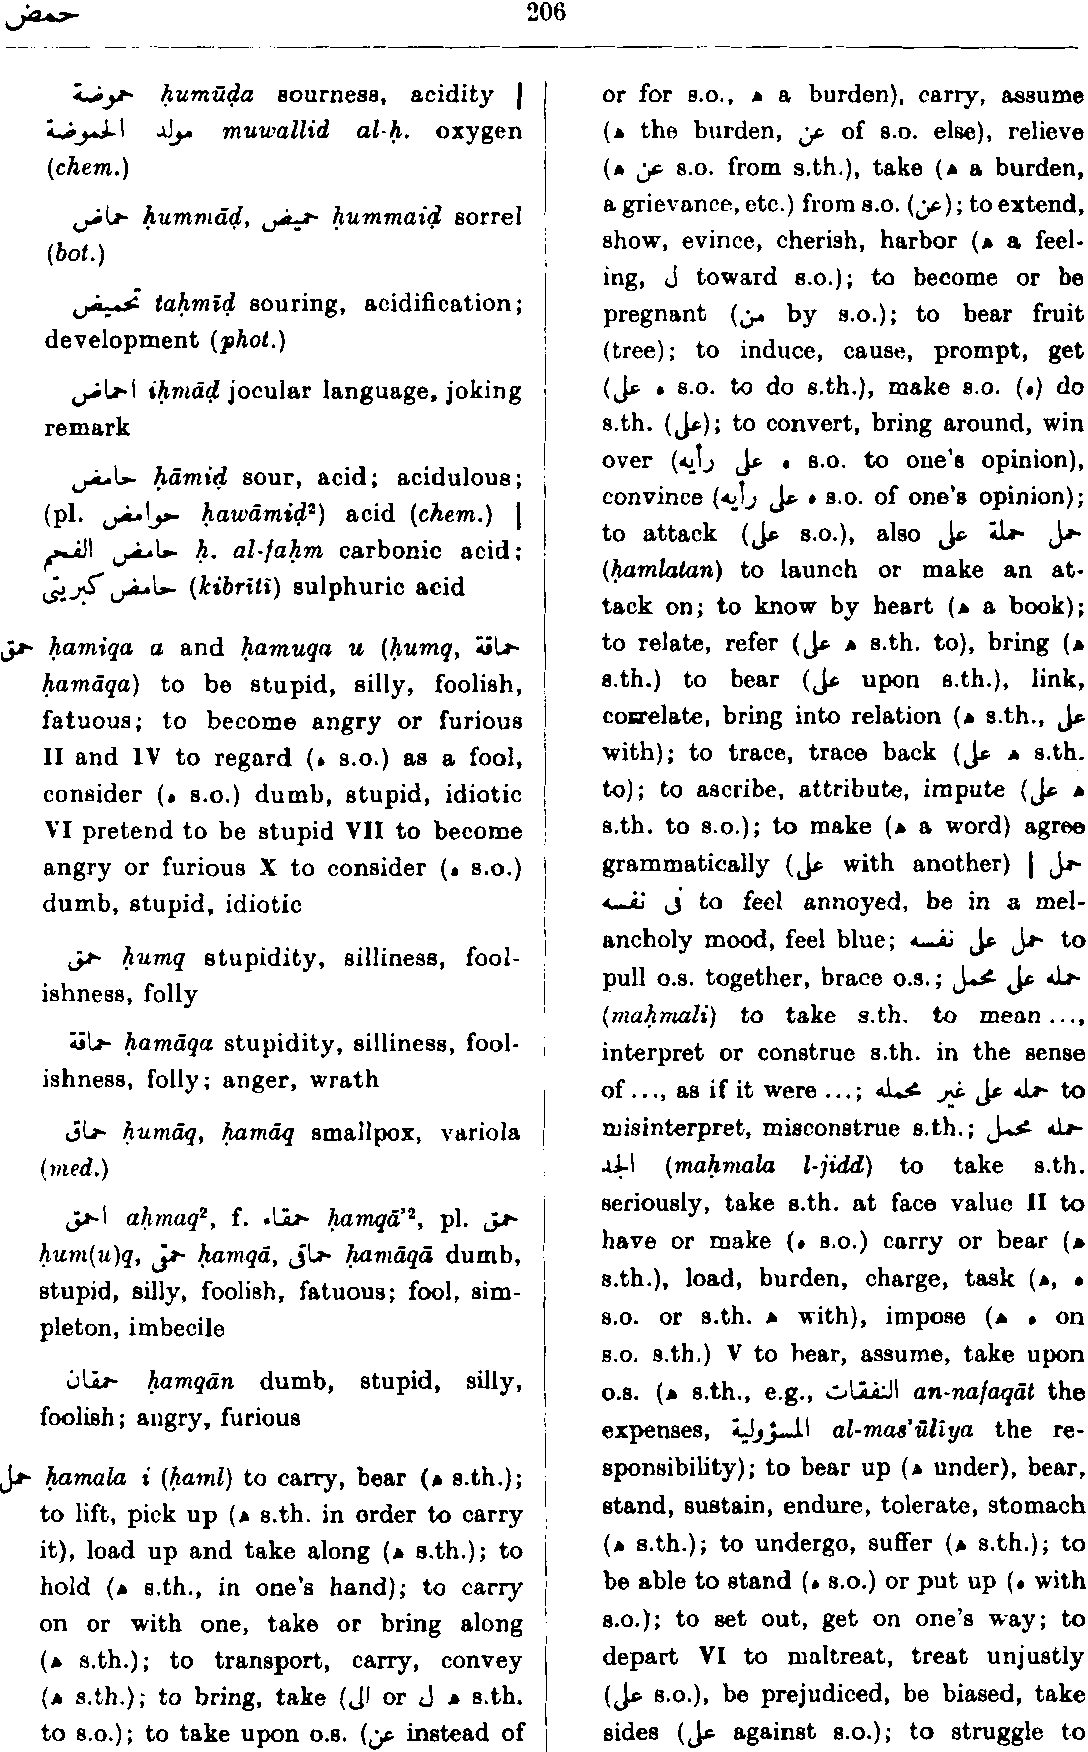 حمض
206
حموضة ḥumūḍa sourness, acidity |
مولد الحموضة muwallid al-ḥ. oxygen
(chem.)
حماض ḥummāḍ, حميض ḥummaiḍ sorrel
(bot.)
تحميض taḥmīḍ souring, acidification;
development (phot.)
احماض iḥmāḍ jocular language, joking
remark
حامض ḥāmiḍ sour, acid; acidulous;
(pl. حوامض ḥawāmiḍ²) acid (chem.) |
حامض الفحم ḥ. al-faḥm carbonic acid;
حامض كبريتى (kibrītī) sulphuric acid
حمق ḥamiqa a and ḥamuqa u (ḥumq, حماقة
ḥamāqa) to be stupid, silly, foolish,
fatuous; to become angry or furious
II and IV to regard (ه s.o.) as a fool,
consider (ه s.o.) dumb, stupid, idiotic
VI pretend to be stupid VII to become
angry or furious X to consider (ه s.o.)
dumb, stupid, idiotic
حمق ḥumq stupidity, silliness, fool-
ishness, folly
حماقة ḥamāqa stupidity, silliness, fool-
ishness, folly; anger, wrath
حماق ḥumāq, ḥamāq smallpox, variola
(med.)
احمق aḥmaq², f. حمقاء ḥamqā'², pl. حمق
ḥum(u)q, حمقى ḥamqā, حماقى ḥamāqā dumb,
stupid, silly, foolish, fatuous; fool, sim-
pleton, imbecile
حمقان ḥamqān dumb, stupid, silly,
foolish; angry, furious
حمل ḥamala i (ḥaml) to carry, bear (ه s.th.);
to lift, pick up (ه s.th. in order to carry
it), load up and take along (ه s.th.); to
hold (ه s.th., in one's hand); to carry
on or with one, take or bring along
(ه s.th.); to transport, carry, convey
(ه s.th.); to bring, take (ه ل or الى s.th.
to s.o.); to take upon o.s. (عن instead of
or for s.o., ه a burden), carry, assume
(ه the burden, عن of s.o. else), relieve
(ه عن s.o. from s.th.), take (ه a burden,
a grievance, etc.) from s.o. (عن); to extend,
show, evince, cherish, harbor (ه a feel-
ing, ل toward s.o.); to become or be
pregnant (من by s.o.); to bear fruit
(tree); to induce, cause, prompt, get
(ه على s.o. to do s.th.), make s.o. (ه) do
s.th. (على); to convert, bring around, win
over (ه على رأيه s.o. to one's opinion),
convince (ه على رأيه s.o. of one's opinion);
to attack (على s.o.), also حمل حملة على
(ḥamlatan) to launch or make an at-
tack on; to know by heart (ه a book);
to relate, refer (ه على s.th. to), bring (ه
s.th.) to bear (على upon s.th.), link,
correlate, bring into relation (ه s.th., على
with); to trace, trace back (ه على s.th.
to); to ascribe, attribute, impute (ه على
s.th. to s.o.); to make (ه a word) agree
grammatically (على with another) | حمل
فى نفسه to feel annoyed, be in a mel-
ancholy mood, feel blue; حمل على نفسه to
pull o.s. together, brace o.s.; حمله على محمل
(maḥmali) to take s.th. to mean ...,
interpret or construe s.th. in the sense
of ..., as if it were ...; حمله على غير محمله to
misinterpret, misconstrue s.th.; حمله محمل
الجد (maḥmala l-jidd) to take s.th.
seriously, take s.th. at face value II to
have or make (ه s.o.) carry or bear (ه
s.th.), load, burden, charge, task (ه, ه
s.o. or s.th. ه with), impose (ه ه on
s.o. s.th.) V to bear, assume, take upon
o.s. (ه s.th., e.g., النفقات an-nafaqāt the
expenses, المسؤولية al-mas'ūlīya the re-
sponsibility); to bear up (ه under), bear,
stand, sustain, endure, tolerate, stomach
(ه s.th.); to undergo, suffer (ه s.th.); to
be able to stand (ه s.o.) or put up (ه with
s.o.); to set out, get on one's way; to
depart VI to maltreat, treat unjustly
(على s.o.), be prejudiced, be biased, take
sides (على against s.o.); to struggle to